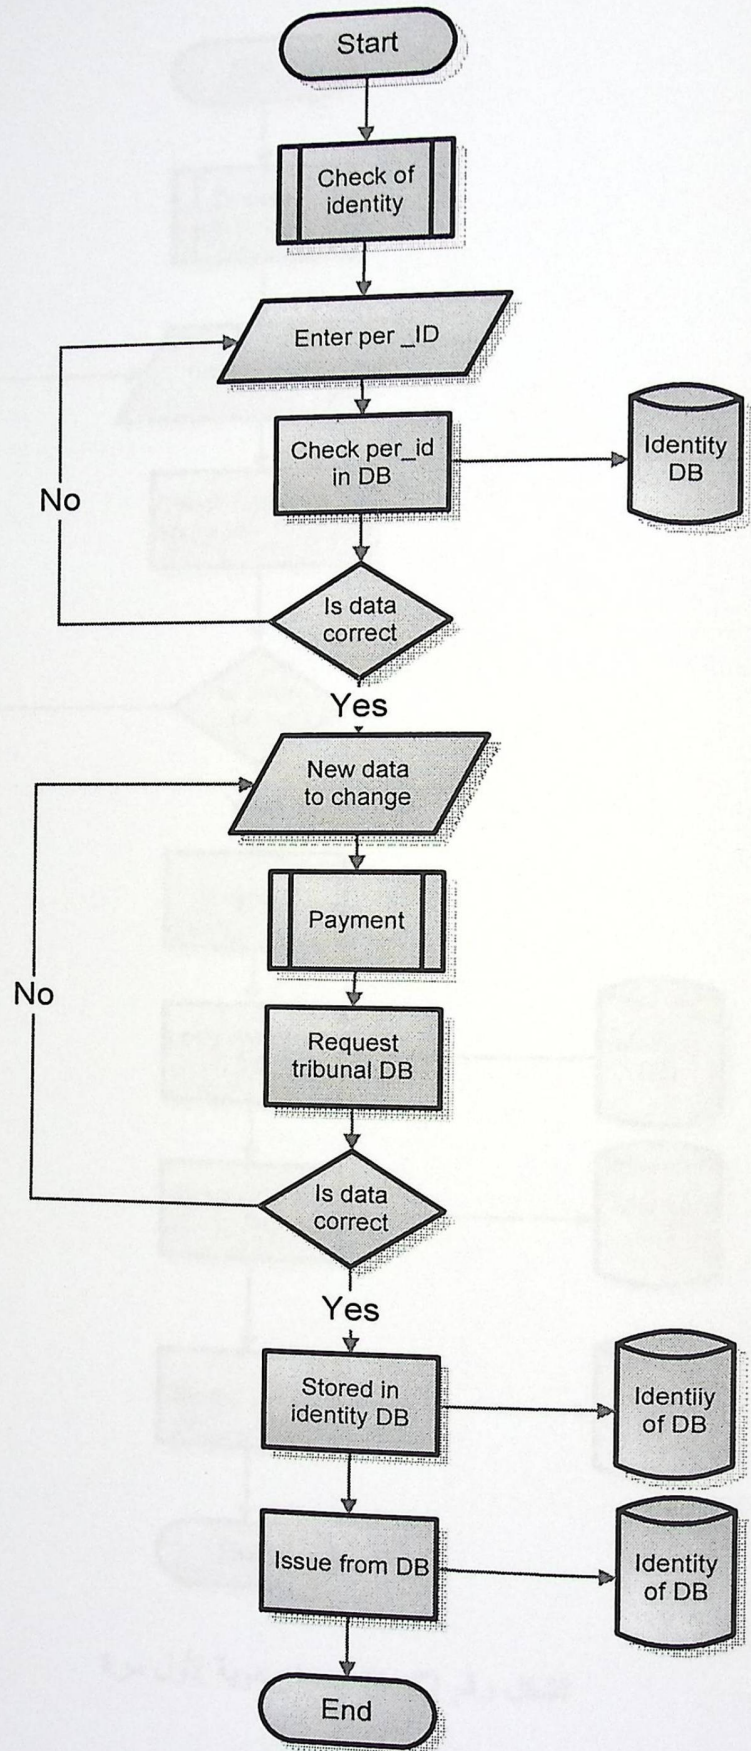 Start
Check of
identity
Enter per _ID
Check per_id
in DB
Identity
DB
No
Is data
correct
Yes
New data
to change
Payment
No
Request
tribunal DB
Is data
correct
Yes
Stored in
identity DB
Identiiy
of DB
Issue from DB
Identity
of DB
End